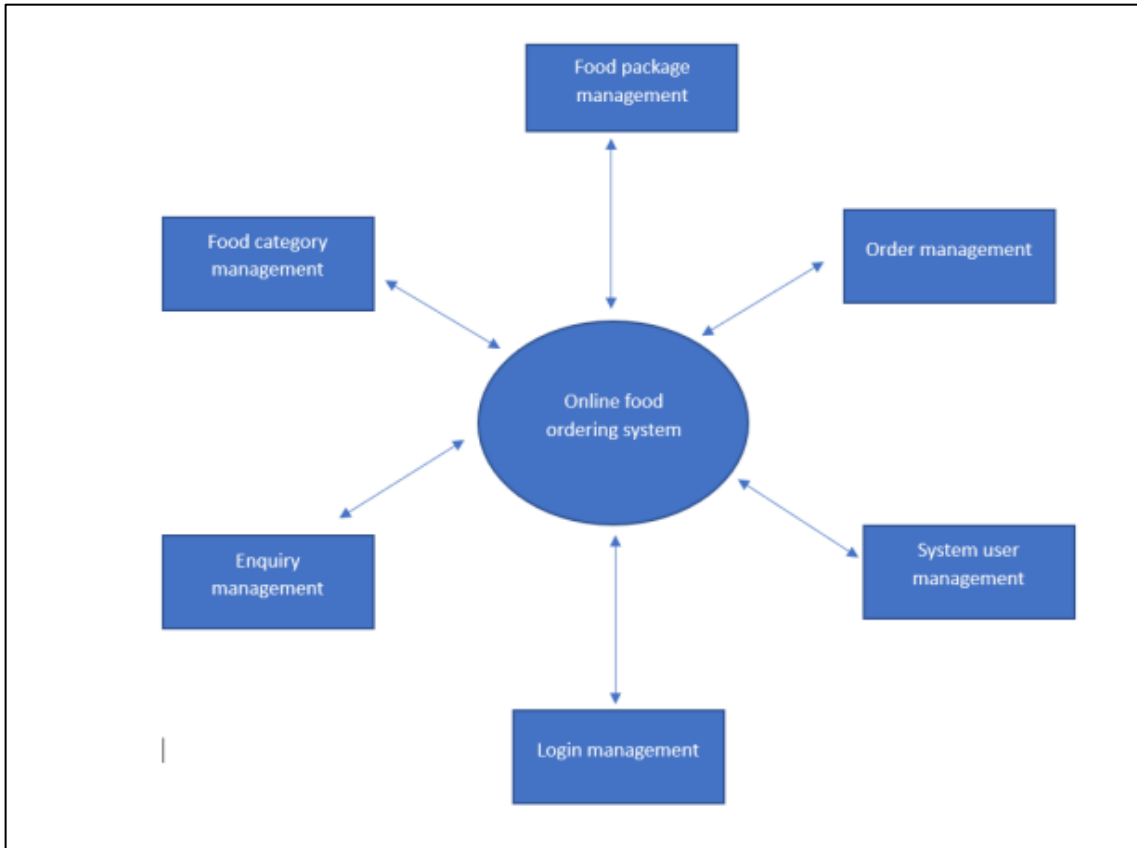 Food package
management
Food category
management
Order management
Online food
ordering system
Enquiry
management
System user
management
Login management